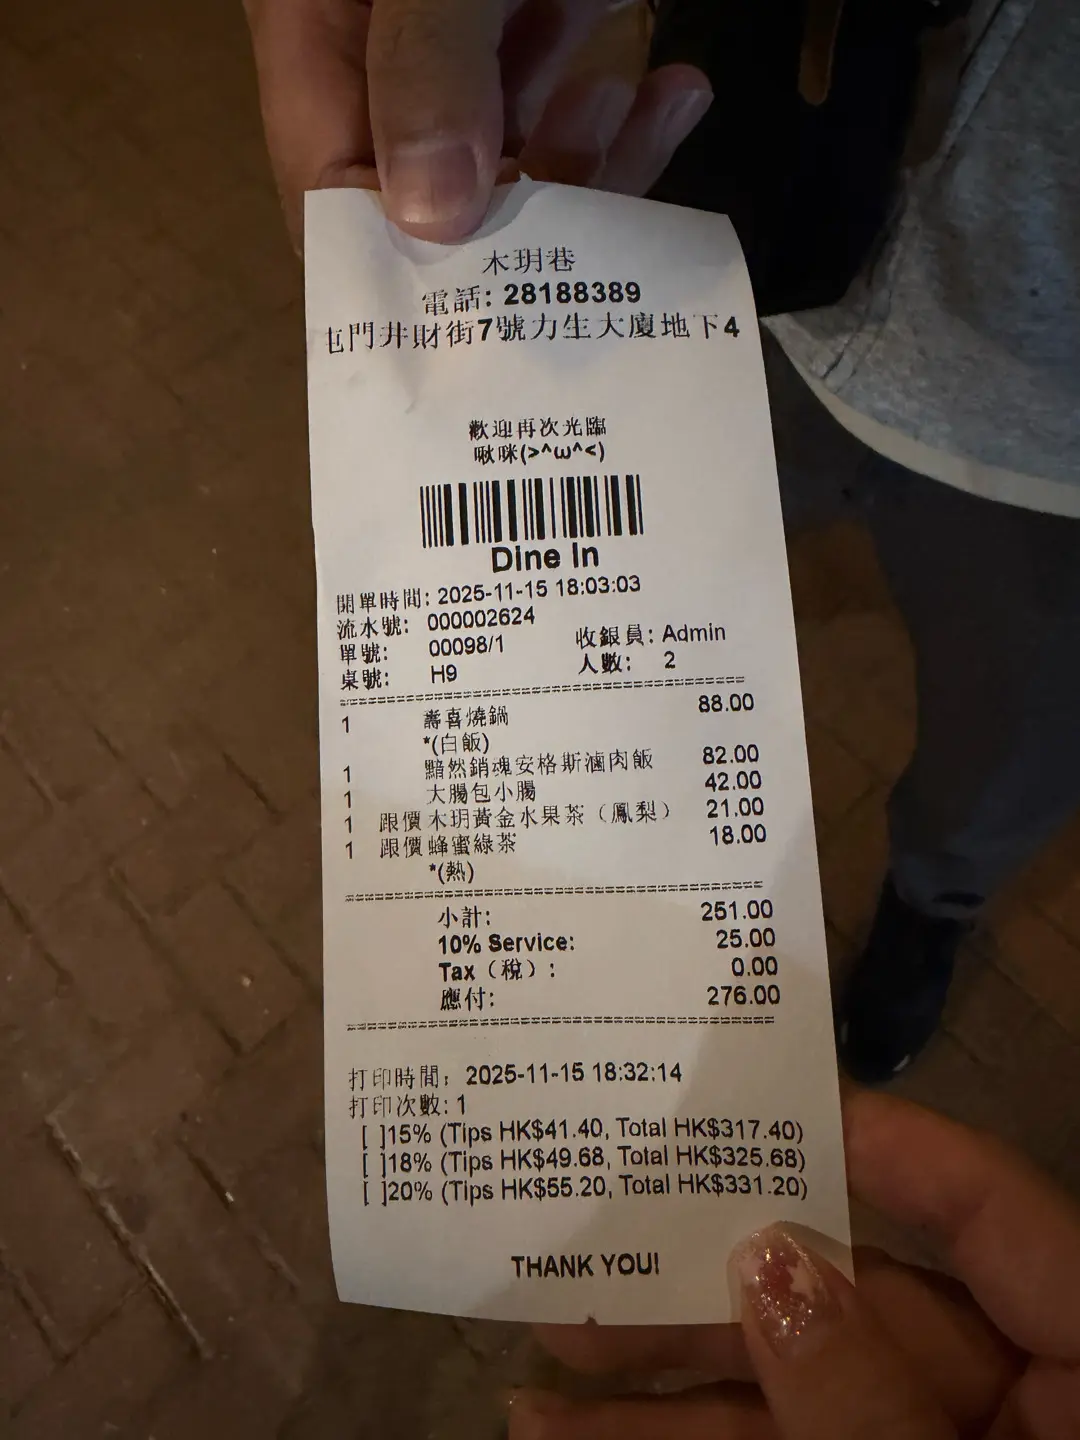 木玥巷
電話: 28188389
屯門井財街7號力生大廈地下4
歡迎再次光臨
啾咪(>^ω^<)
Dine In
開單時間: 2025-11-15 18:03:03
流水號: 000002624
單號: 00098/1 收銀員: Admin
桌號: H9 人數: 2
1 壽喜燒鍋 88.00
*(白飯)
1 黯然銷魂安格斯滷肉飯 82.00
1 大腸包小腸 42.00
1 跟價木玥黃金水果茶（鳳梨） 21.00
1 跟價蜂蜜綠茶 18.00
*(熱)
小計: 251.00
10% Service: 25.00
Tax（稅）: 0.00
應付: 276.00
打印時間: 2025-11-15 18:32:14
打印次數: 1
[ ]15% (Tips HK$41.40, Total HK$317.40)
[ ]18% (Tips HK$49.68, Total HK$325.68)
[ ]20% (Tips HK$55.20, Total HK$331.20)
THANK YOU!